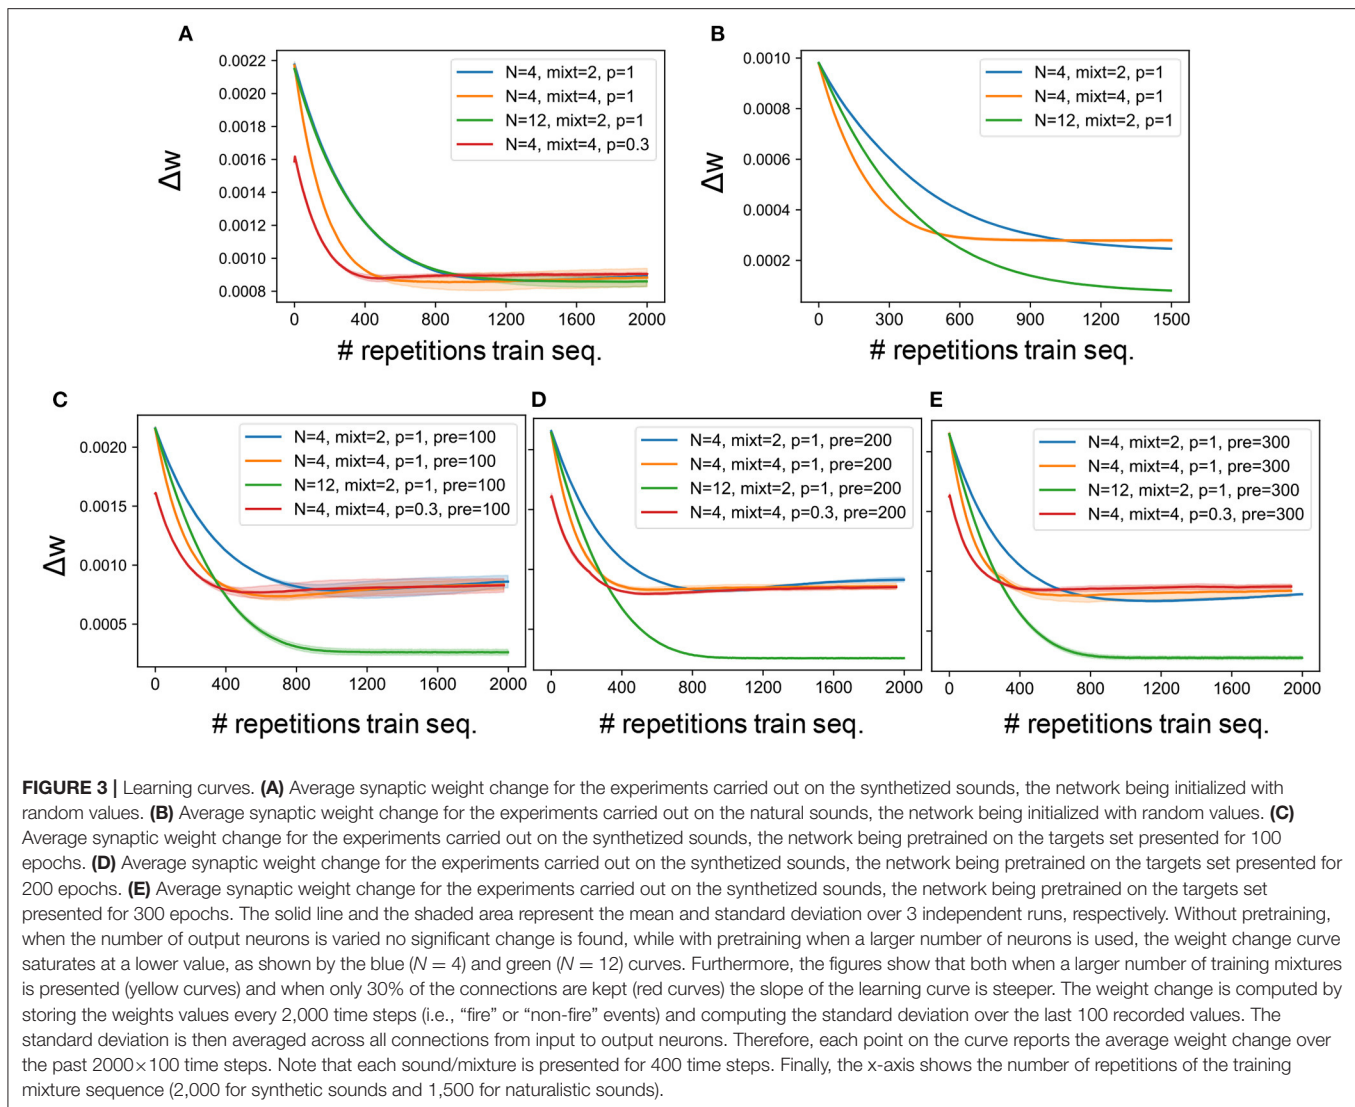 A
0.0022
0.0020
0.0018
0.0016
0.0014
0.0012
0.0010
0.0008
Δw
N=4, mixt=2, p=1
N=4, mixt=4, p=1
N=12, mixt=2, p=1
N=4, mixt=4, p=0.3
0 400 800 1200 1600 2000
# repetitions train seq.
B
0.0010
0.0008
0.0006
0.0004
0.0002
Δw
N=4, mixt=2, p=1
N=4, mixt=4, p=1
N=12, mixt=2, p=1
0 300 600 900 1200 1500
# repetitions train seq.
C
0.0020
0.0015
0.0010
0.0005
Δw
N=4, mixt=2, p=1, pre=100
N=4, mixt=4, p=1, pre=100
N=12, mixt=2, p=1, pre=100
N=4, mixt=4, p=0.3, pre=100
0 400 800 1200 1600 2000
# repetitions train seq.
D
N=4, mixt=2, p=1, pre=200
N=4, mixt=4, p=1, pre=200
N=12, mixt=2, p=1, pre=200
N=4, mixt=4, p=0.3, pre=200
0 400 800 1200 1600 2000
# repetitions train seq.
E
N=4, mixt=2, p=1, pre=300
N=4, mixt=4, p=1, pre=300
N=12, mixt=2, p=1, pre=300
N=4, mixt=4, p=0.3, pre=300
0 400 800 1200 1600 2000
# repetitions train seq.
FIGURE 3 | Learning curves. (A) Average synaptic weight change for the experiments carried out on the synthetized sounds, the network being initialized with
random values. (B) Average synaptic weight change for the experiments carried out on the natural sounds, the network being initialized with random values. (C)
Average synaptic weight change for the experiments carried out on the synthetized sounds, the network being pretrained on the targets set presented for 100
epochs. (D) Average synaptic weight change for the experiments carried out on the synthetized sounds, the network being pretrained on the targets set presented for
200 epochs. (E) Average synaptic weight change for the experiments carried out on the synthetized sounds, the network being pretrained on the targets set
presented for 300 epochs. The solid line and the shaded area represent the mean and standard deviation over 3 independent runs, respectively. Without pretraining,
when the number of output neurons is varied no significant change is found, while with pretraining when a larger number of neurons is used, the weight change curve
saturates at a lower value, as shown by the blue (N = 4) and green (N = 12) curves. Furthermore, the figures show that both when a larger number of training mixtures
is presented (yellow curves) and when only 30% of the connections are kept (red curves) the slope of the learning curve is steeper. The weight change is computed by
storing the weights values every 2,000 time steps (i.e., “fire” or “non-fire” events) and computing the standard deviation over the last 100 recorded values. The
standard deviation is then averaged across all connections from input to output neurons. Therefore, each point on the curve reports the average weight change over
the past 2000×100 time steps. Note that each sound/mixture is presented for 400 time steps. Finally, the x-axis shows the number of repetitions of the training
mixture sequence (2,000 for synthetic sounds and 1,500 for naturalistic sounds).